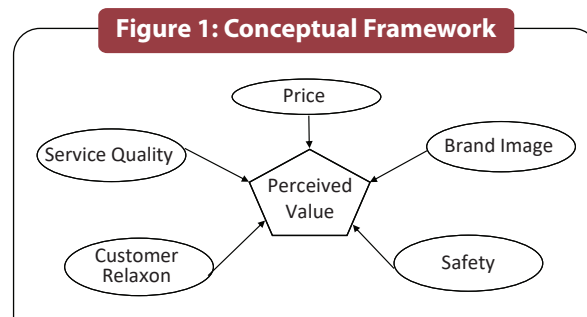 Figure 1: Conceptual Framework
Price
Service Quality
Brand Image
Perceived
Value
Customer
Relaxon
Safety